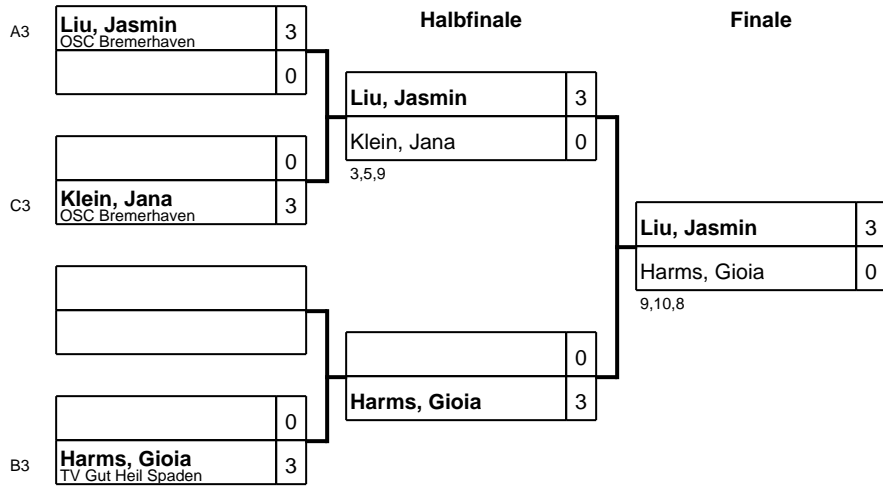 Halbfinale
Finale
A3
Liu, Jasmin
3
OSC Bremerhaven
0
Liu, Jasmin
3
Klein, Jana
0
3,5,9
0
C3
Klein, Jana
3
OSC Bremerhaven
Liu, Jasmin
3
Harms, Gioia
0
9,10,8
0
Harms, Gioia
3
0
B3
Harms, Gioia
3
TV Gut Heil Spaden